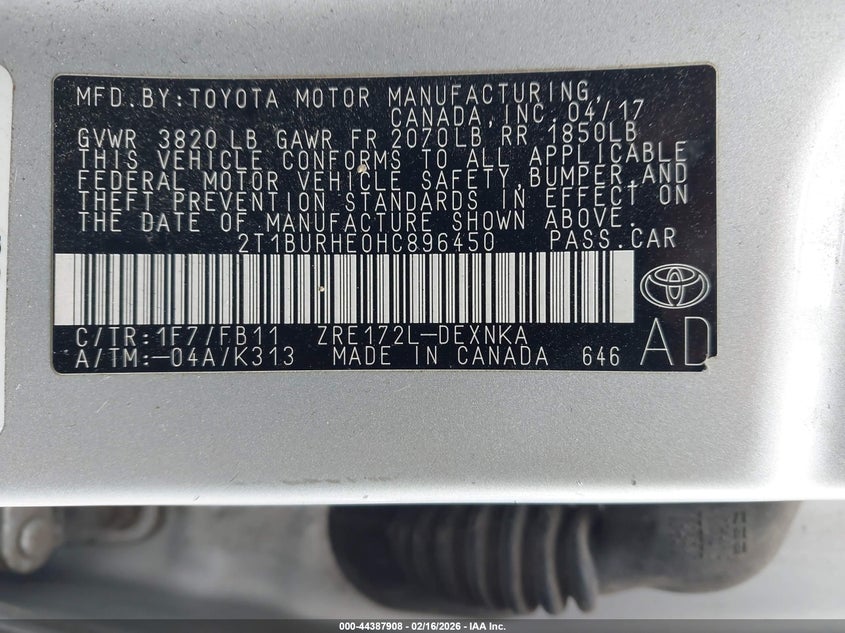 MFD.BY:TOYOTA MOTOR MANUFACTURING,
CANADA,INC. 04/17
GVWR 3820 LB GAWR FR 2070LB RR 1850LB
THIS VEHICLE CONFORMS TO ALL APPLICABLE
FEDERAL MOTOR VEHICLE SAFETY,BUMPER,AND
THEFT PREVENTION STANDARDS IN EFFECT ON
THE DATE OF MANUFACTURE SHOWN ABOVE.
2T1BURHE0HC896450 PASS.CAR
C/TR:1F7/FB11 ZRE172L-DEXNKA
A/TM:-04A/K313 MADE IN CANADA 646 AD
000-44387908 - 02/16/2026 - IAA Inc.